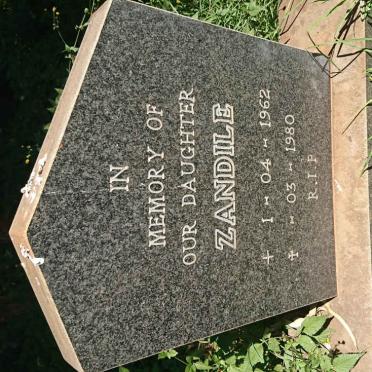 IN
MEMORY OF
OUR DAUGHTER
ZANDILE
+ 1 - 04 - 1962
+ - 03 - 1980
R.I.P